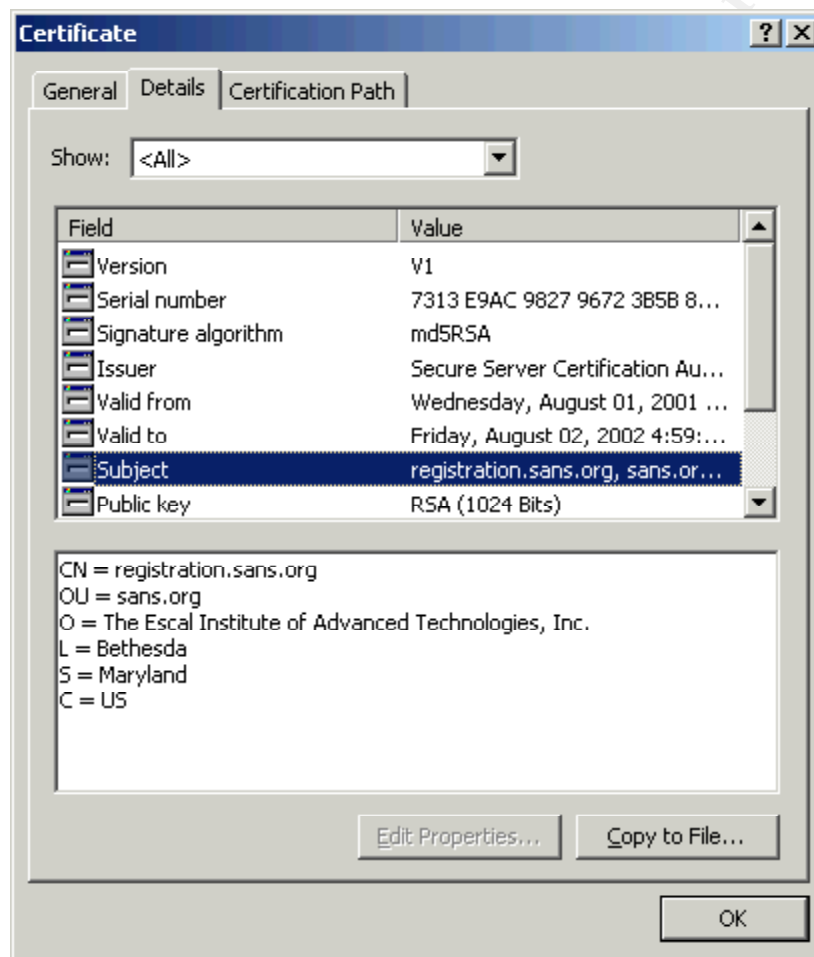 Certificate
General Details Certification Path
Show: <All>
Field Value
Version V1
Serial number 7313 E9AC 9827 9672 3B5B 8...
Signature algorithm md5RSA
Issuer Secure Server Certification Au...
Valid from Wednesday, August 01, 2001 ...
Valid to Friday, August 02, 2002 4:59:...
Subject registration.sans.org, sans.or...
Public key RSA (1024 Bits)
CN = registration.sans.org
OU = sans.org
O = The Escal Institute of Advanced Technologies, Inc.
L = Bethesda
S = Maryland
C = US
Edit Properties... Copy to File...
OK